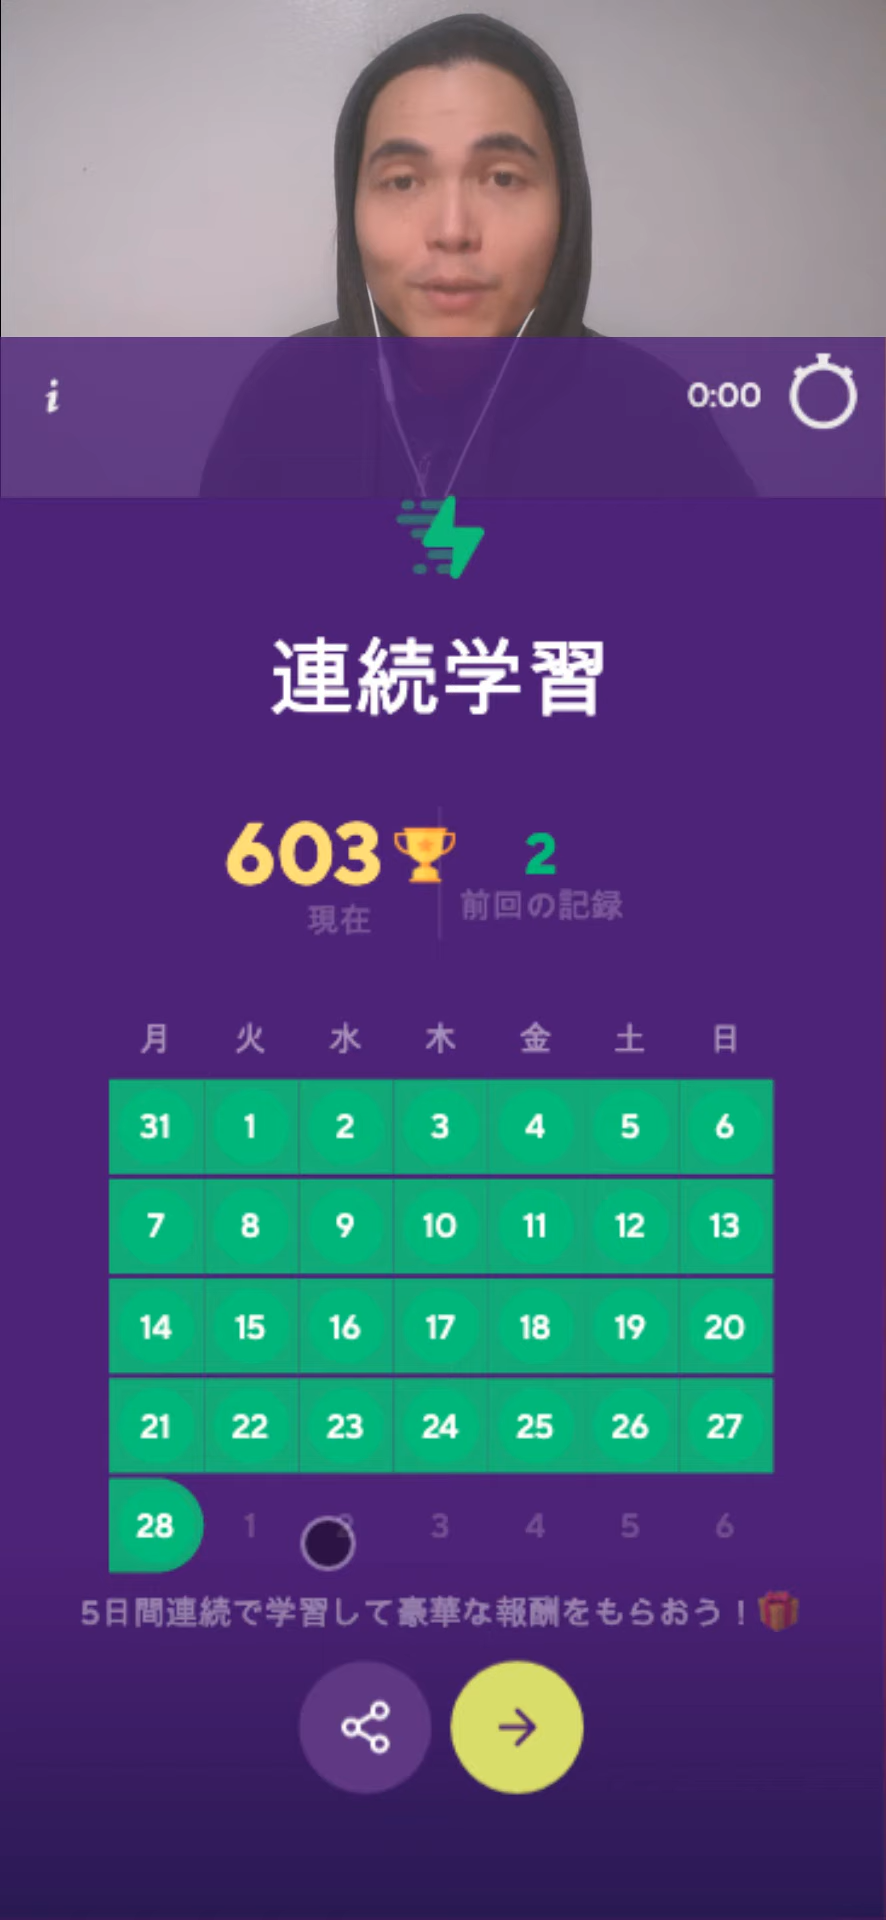 i 0:00
連続学習
603 2
現在 前回の記録
月 火 水 木 金 土 日
31 1 2 3 4 5 6
7 8 9 10 11 12 13
14 15 16 17 18 19 20
21 22 23 24 25 26 27
28 1 2 3 4 5 6
5日間連続で学習して豪華な報酬をもらおう！